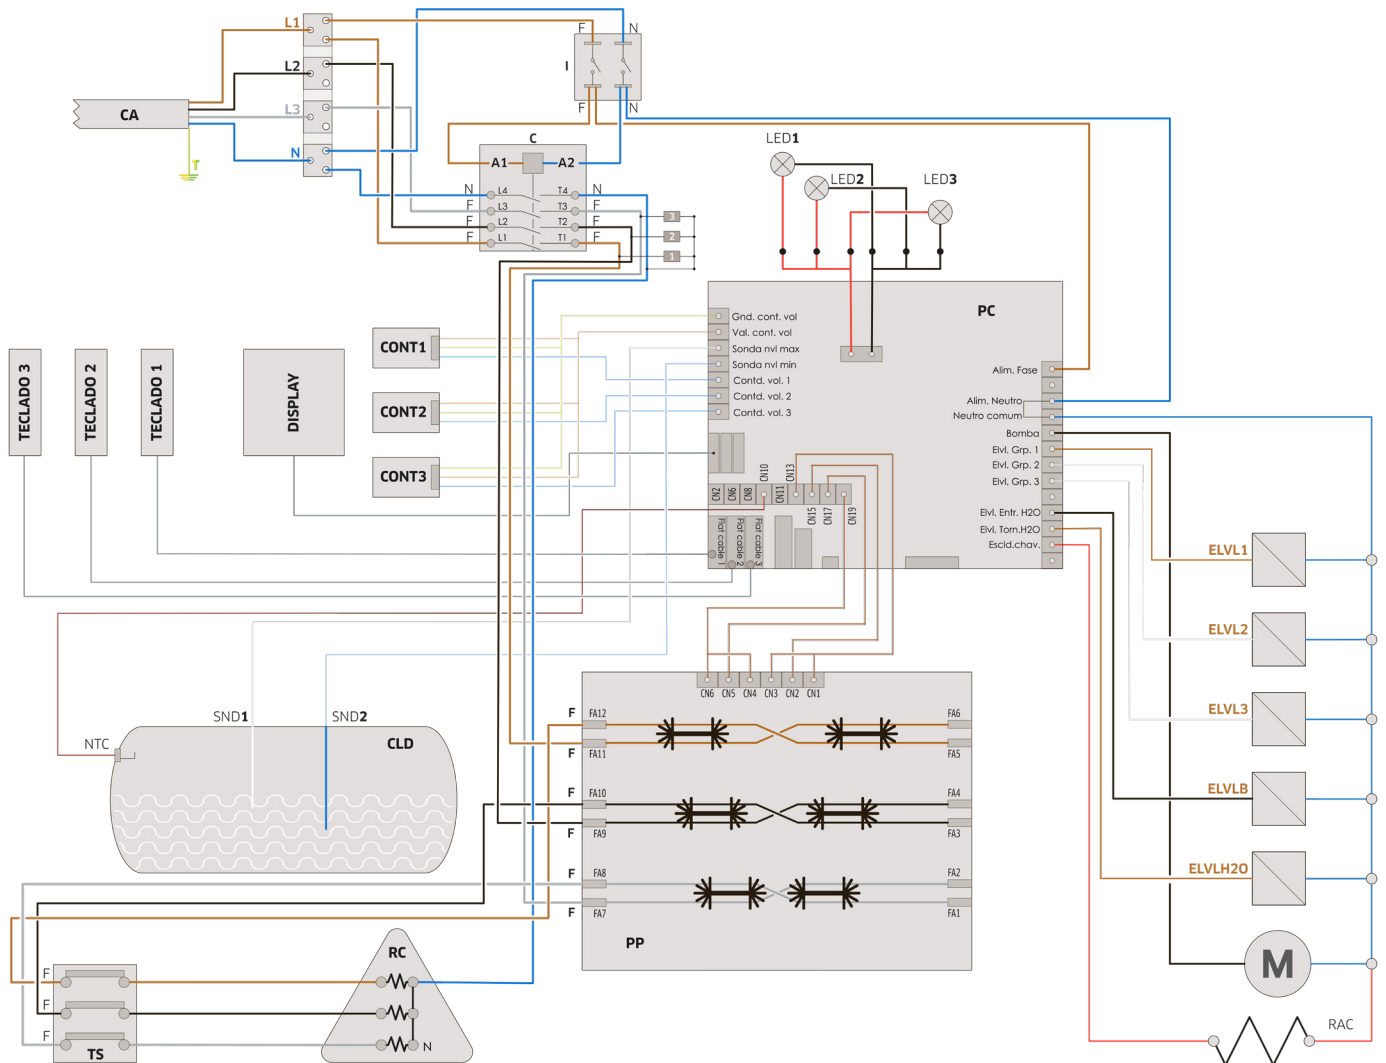 L1
F
N
L2
I
CA
L3
F
N
T
N
C
LED1
A1
A2
LED2
LED3
N
L4
T4
N
F
L3
T3
F
3
F
L2
T2
F
2
F
L1
T1
F
1
PC
Gnd. cont. vol
Val. cont. vol
CONT1
Sonda nvl max
Sonda nvl min
Alim. Fase
Contd. vol. 1
Contd. vol. 2
Alim. Neutro
TECLADO 3
TECLADO 2
TECLADO 1
DISPLAY
CONT2
Contd. vol. 3
Neutro comum
Bomba
Elvl. Grp. 1
Elvl. Grp. 2
CONT3
Elvl. Grp. 3
CN2
CN6
CN8
CN10
CN11
CN13
CN15
CN17
CN19
Elvl. Entr. H2O
Elvl. Torn.H2O
Flat cable 1
Flat cable 2
Flat cable 3
Escld.chav.
ELVL1
ELVL2
CN6
CN5
CN4
CN3
CN2
CN1
ELVL3
SND1
SND2
F
FA12
FA6
NTC
CLD
F
FA11
FA5
ELVLB
F
FA10
FA4
F
FA9
FA3
ELVLH2O
F
FA8
FA2
F
FA7
FA1
PP
RC
M
F
F
RAC
F
N
TS